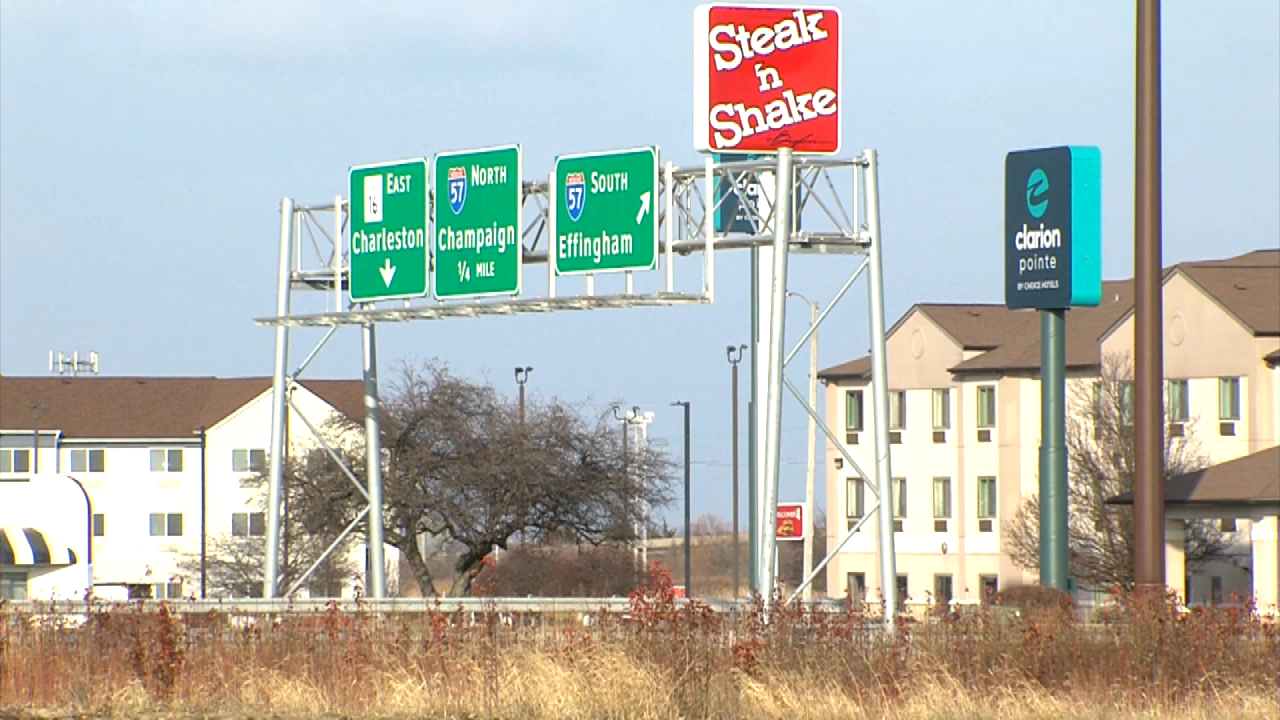 Steak
'n
Shake
EAST
16
Charleston
NORTH
57
Champaign
1/4 MILE
SOUTH
57
Effingham
clarion
pointe
BY CHOICE HOTELS